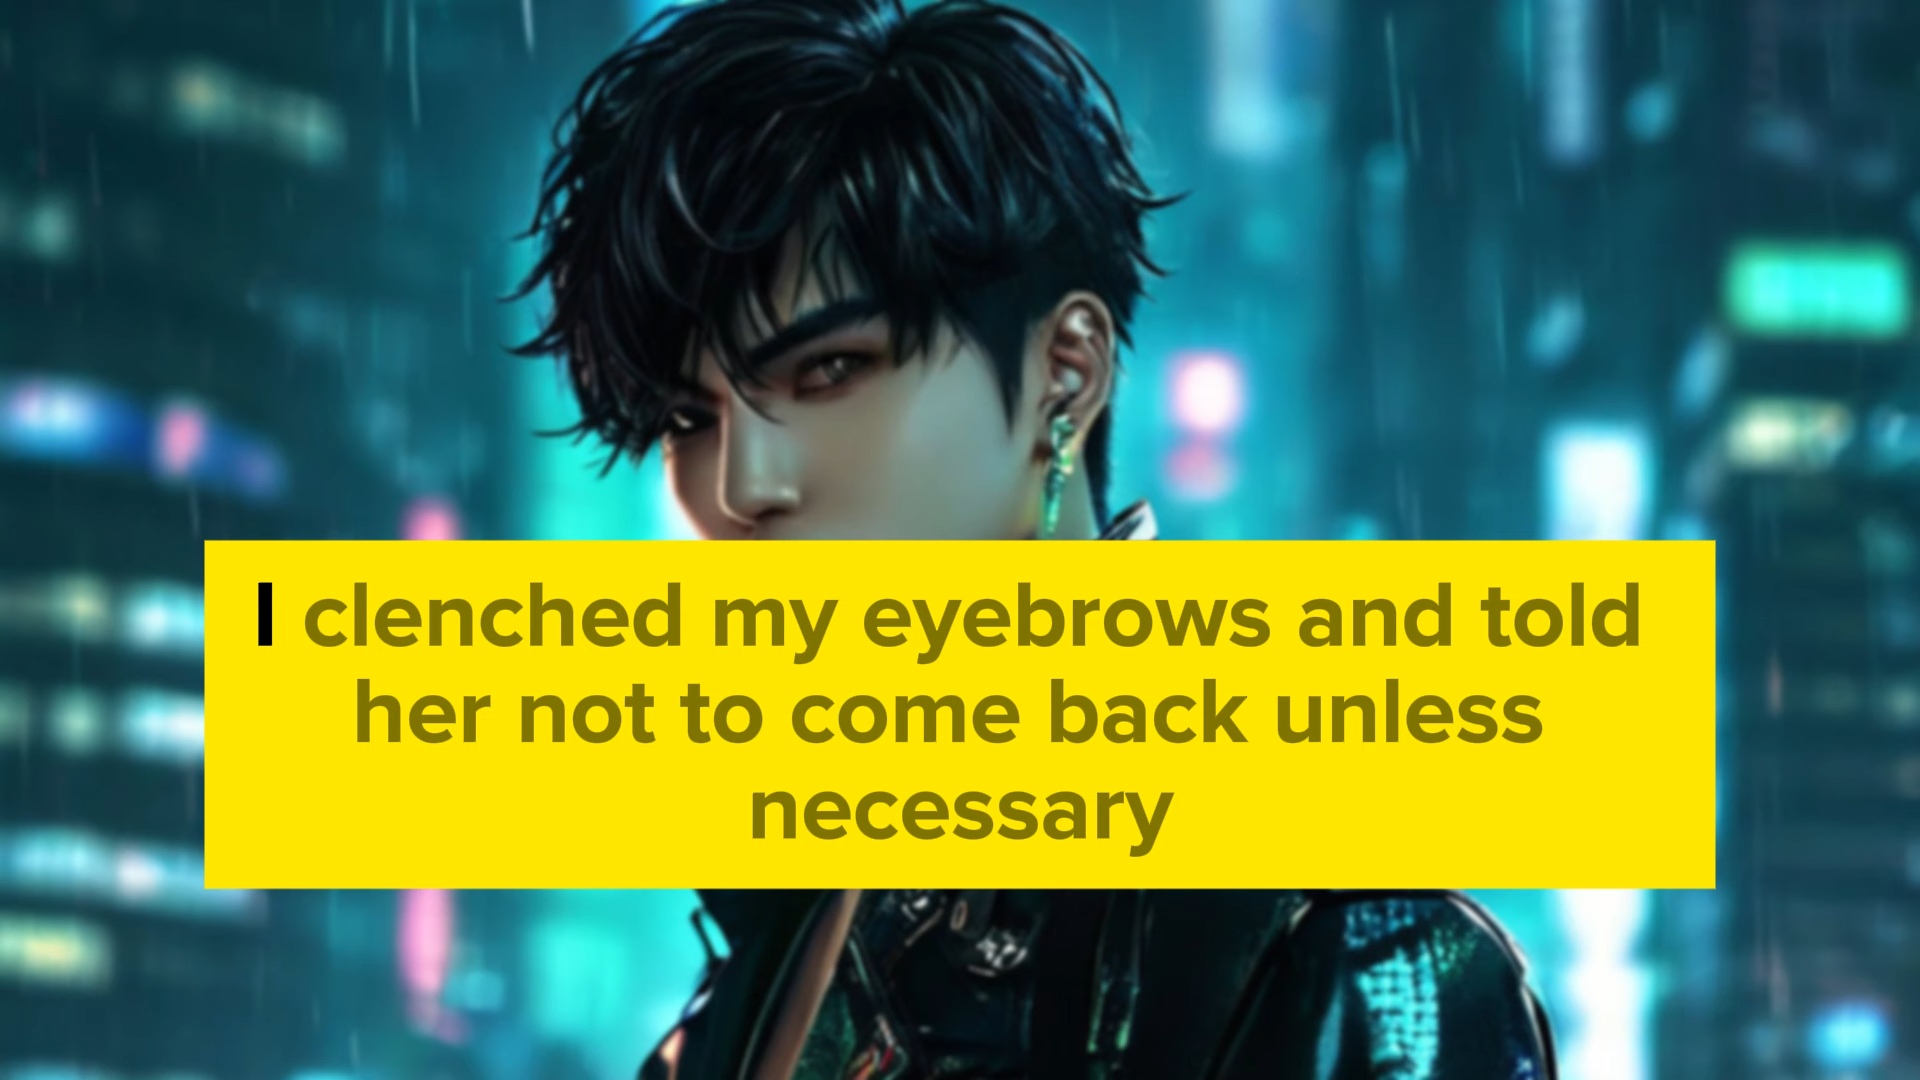 I clenched my eyebrows and told
her not to come back unless
necessary